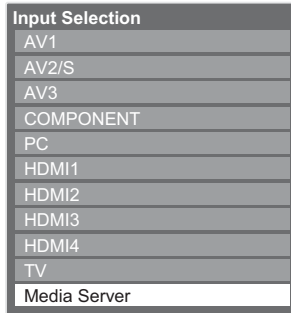 Input Selection
AV1
AV2/S
AV3
COMPONENT
PC
HDMI1
HDMI2
HDMI3
HDMI4
TV
Media Server